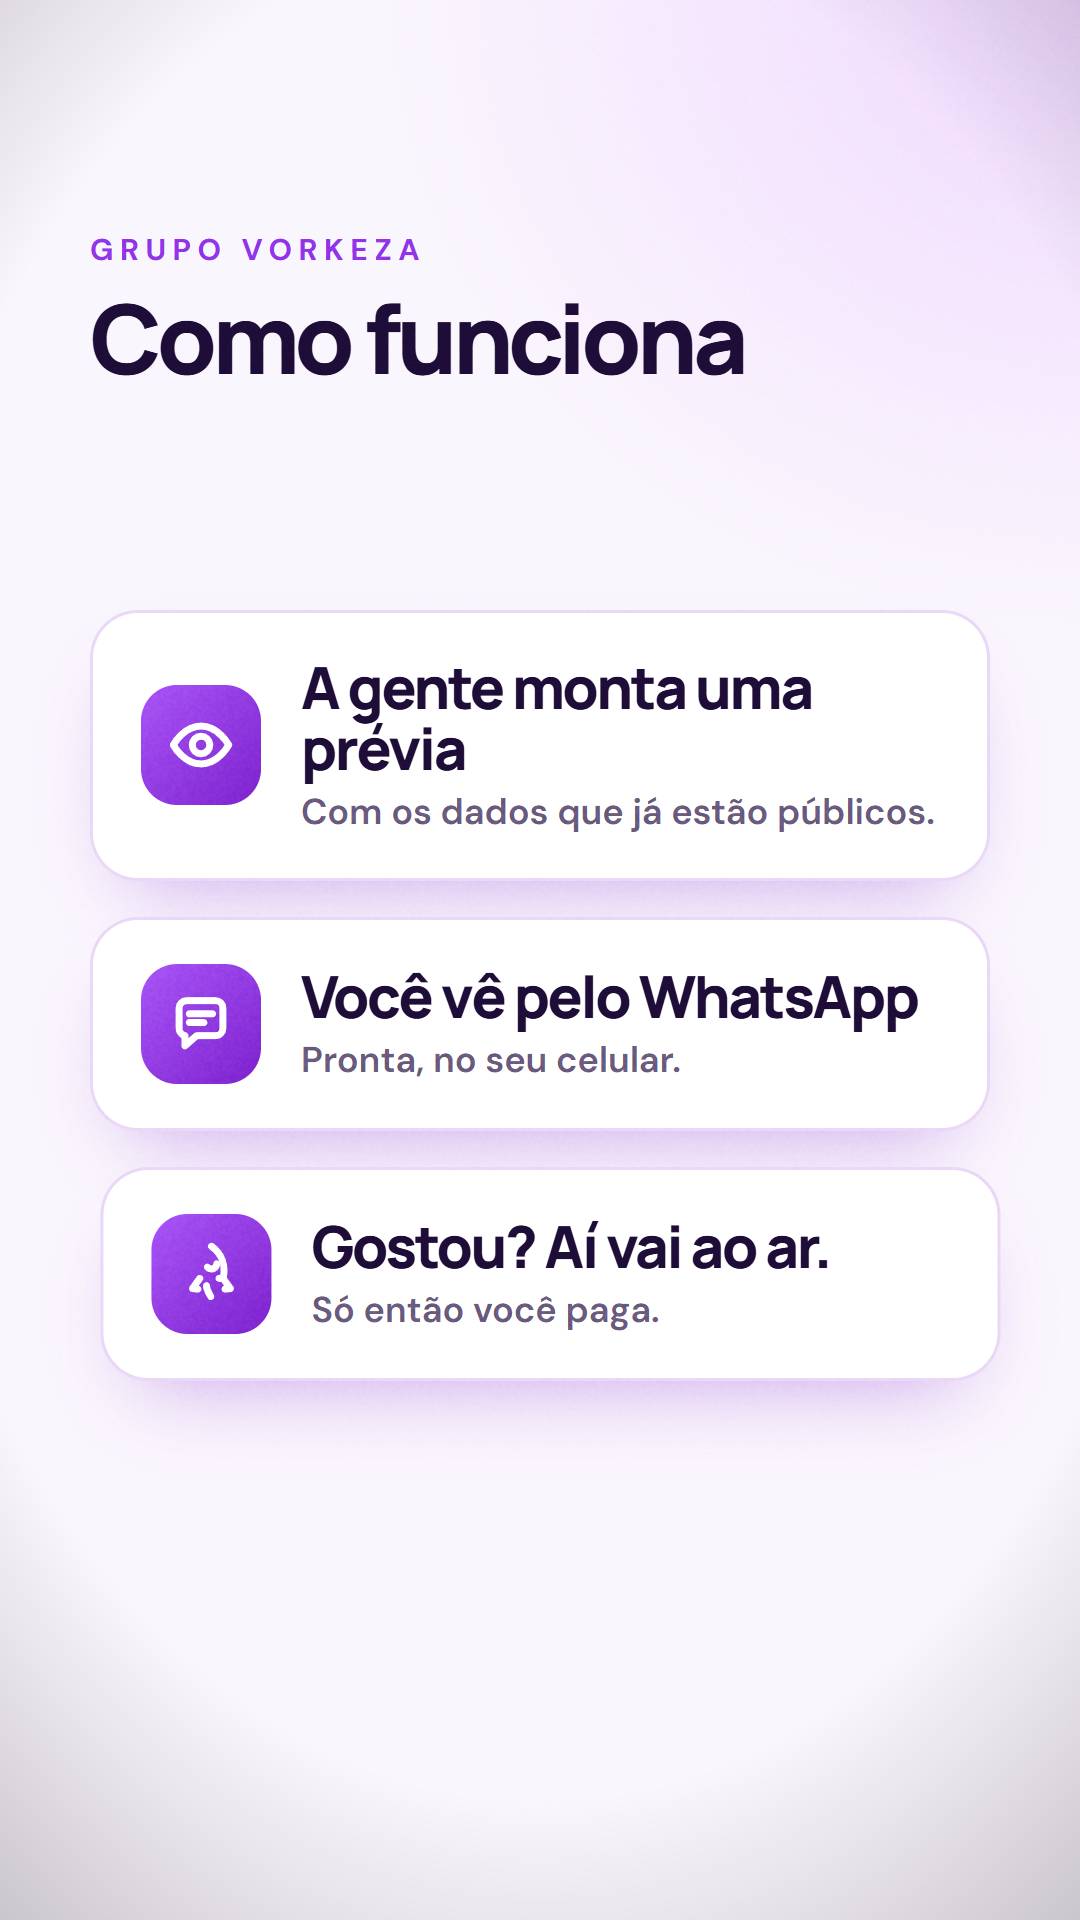 GRUPO VORKEZA
Como funciona
A gente monta uma
prévia
Com os dados que já estão públicos.
Você vê pelo WhatsApp
Pronta, no seu celular.
Gostou? Aí vai ao ar.
Só então você paga.